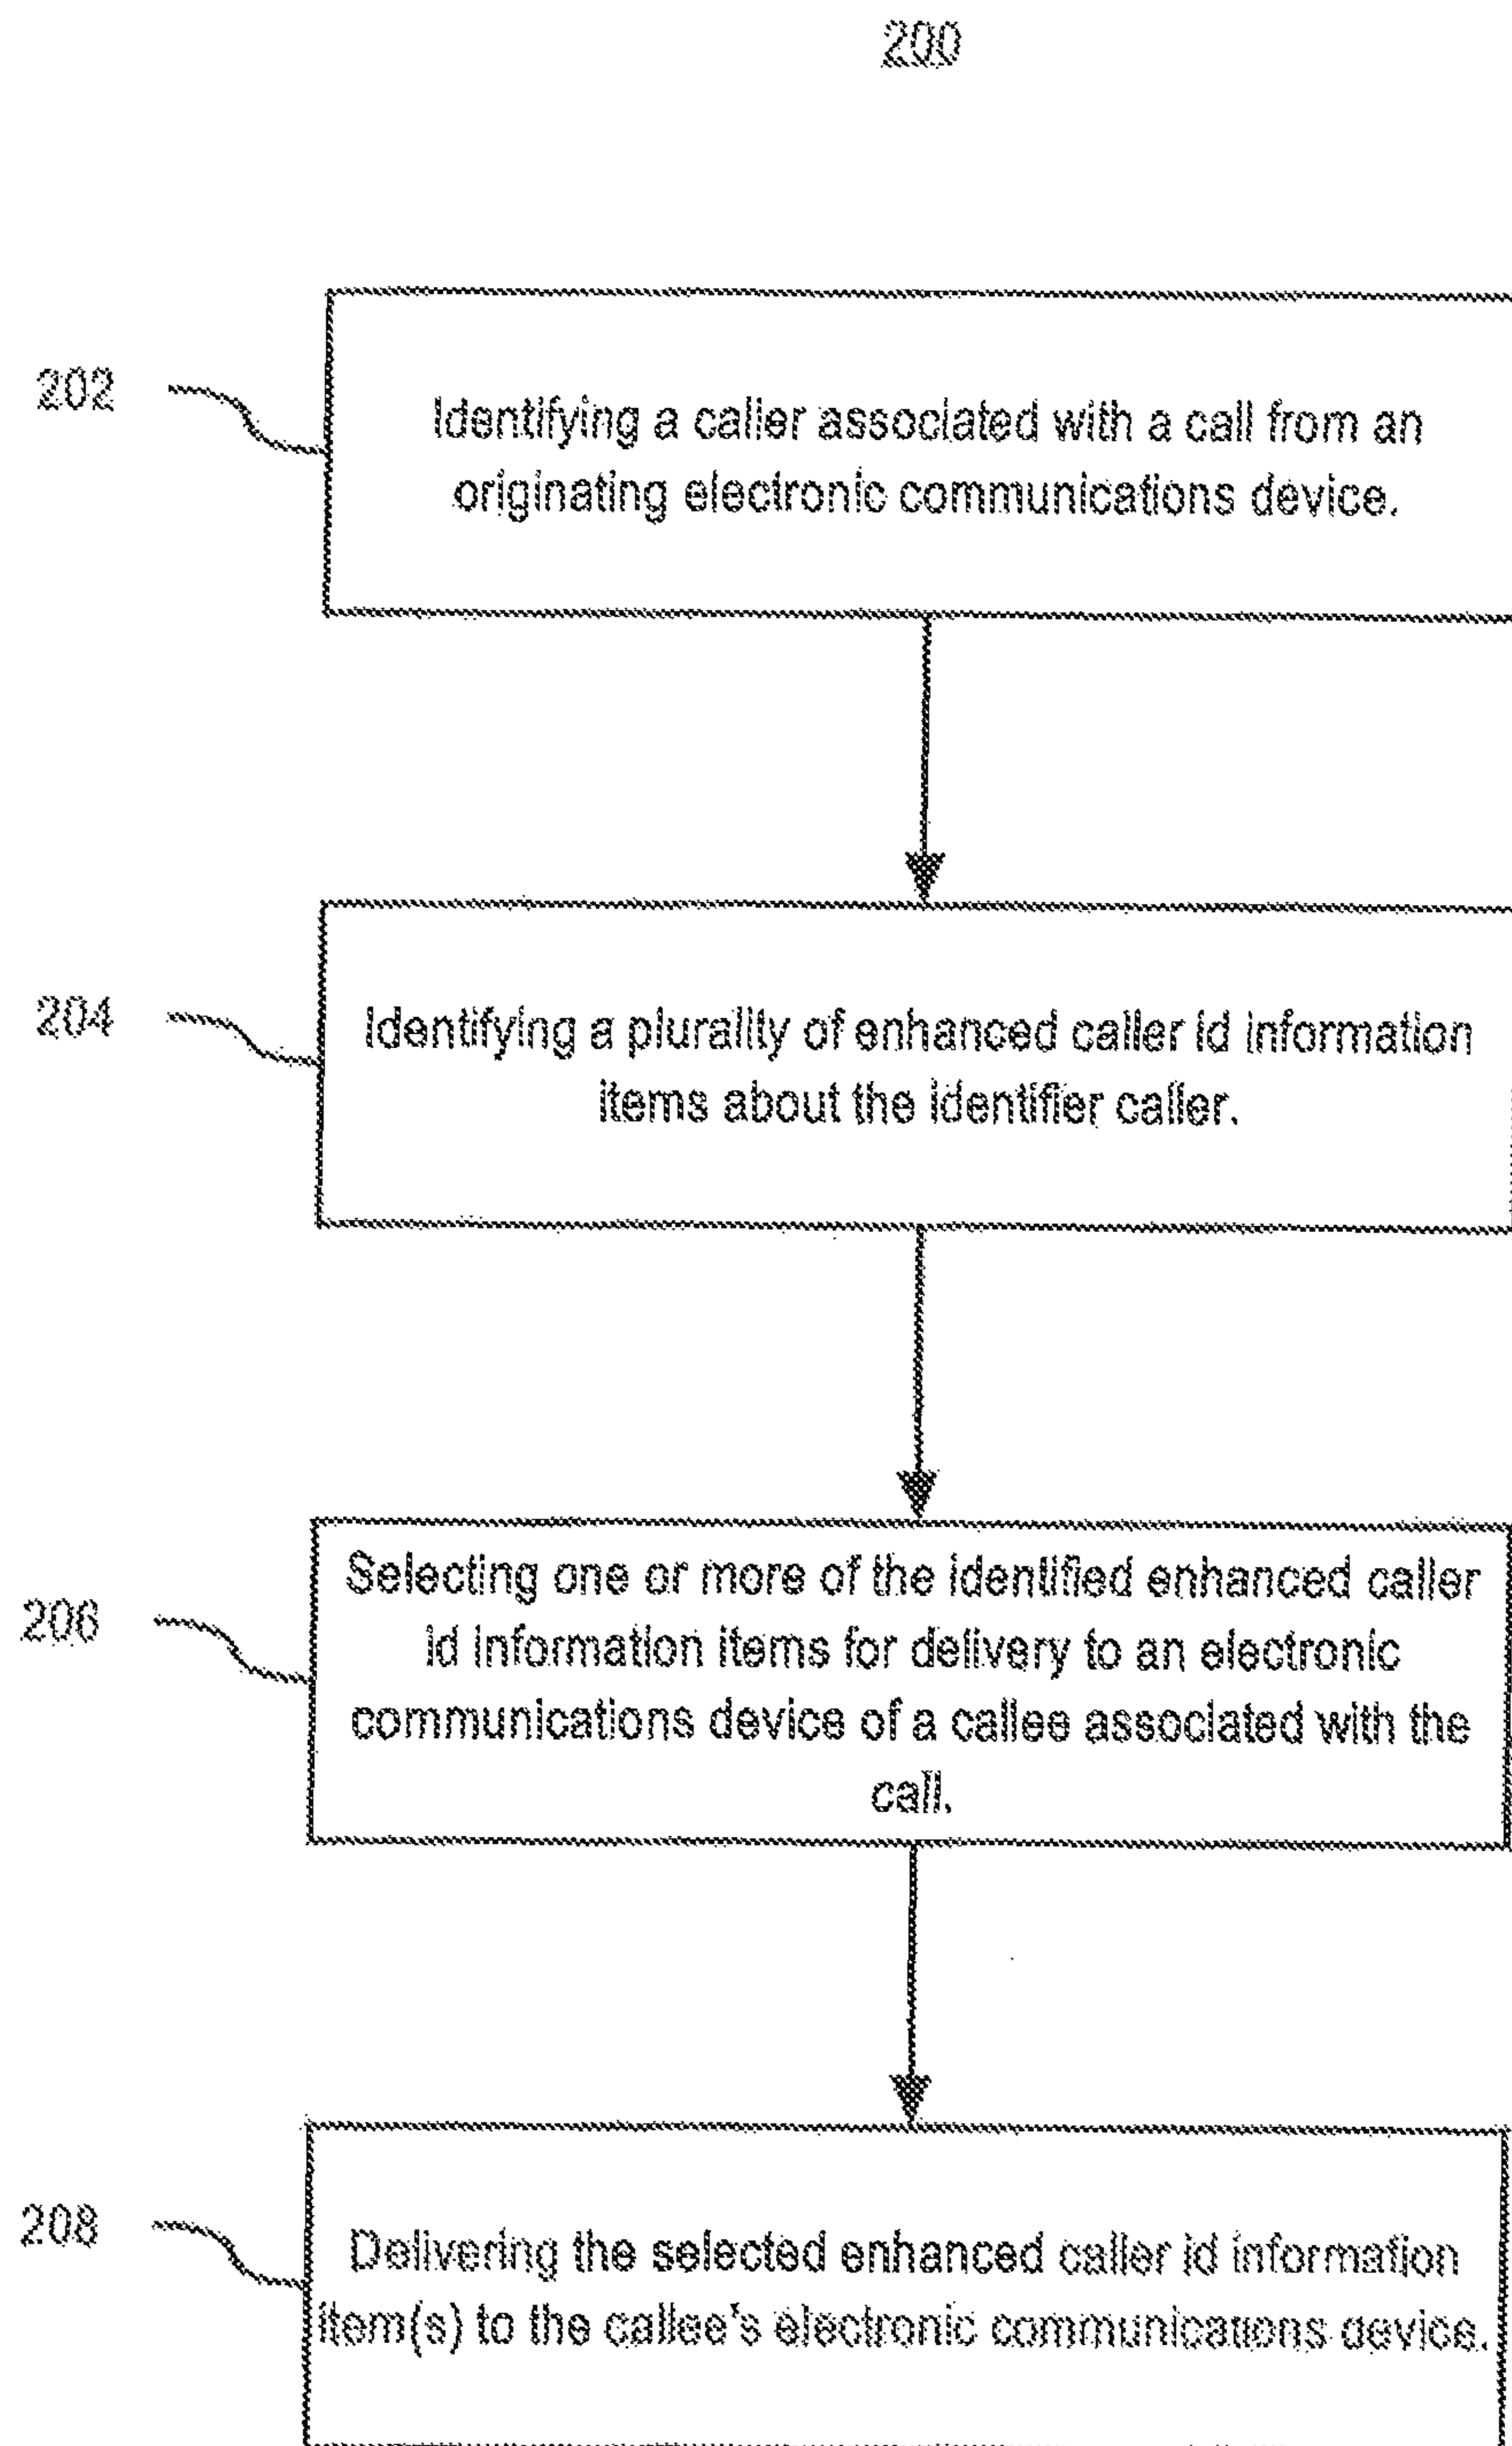 200
202
Identifying a caller associated with a call from an
originating electronic communications device.
204
Identifying a plurality of enhanced caller id information
items about the identifier caller.
206
Selecting one or more of the identified enhanced caller
id information items for delivery to an electronic
communications device of a callee associated with the
call.
208
Delivering the selected enhanced caller id information
item(s) to the callee's electronic communications device.